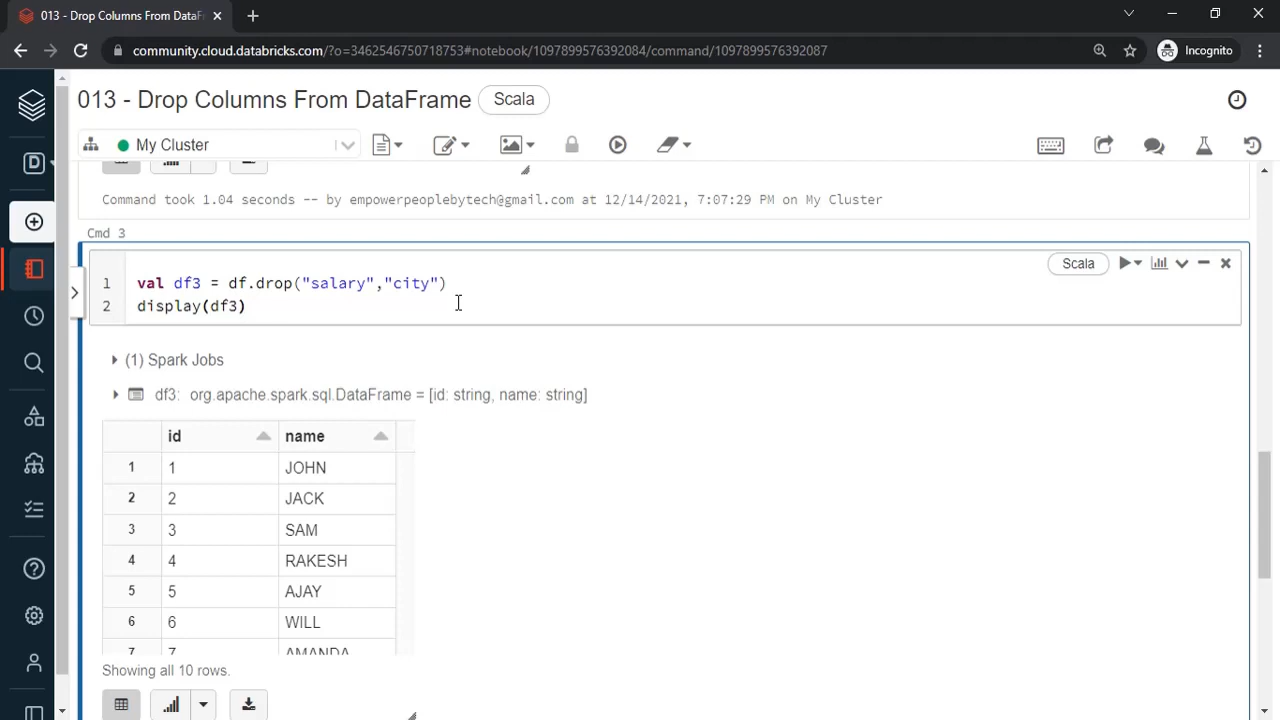 013 - Drop Columns From DataFr
community.cloud.databricks.com/?o=3462546750718753#notebook/1097899576392084/command/1097899576392087
Incognito
013 - Drop Columns From DataFrame
Scala
D
My Cluster
Command took 1.04 seconds -- by empowerpeoplebytech@gmail.com at 12/14/2021, 7:07:29 PM on My Cluster
Cmd 3
Scala
1 val df3 = df.drop("salary","city")
2 display(df3)
(1) Spark Jobs
df3: org.apache.spark.sql.DataFrame = [id: string, name: string]
id name
1 1 JOHN
2 2 JACK
3 3 SAM
4 4 RAKESH
5 5 AJAY
6 6 WILL
7 7 AMANDA
Showing all 10 rows.